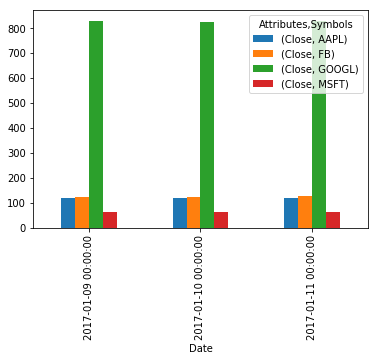 800
700
600
500
400
300
200
100
0
Attributes,Symbols
(Close, AAPL)
(Close, FB)
(Close, GOOGL)
(Close, MSFT)
2017-01-09 00:00:00
2017-01-10 00:00:00
2017-01-11 00:00:00
Date